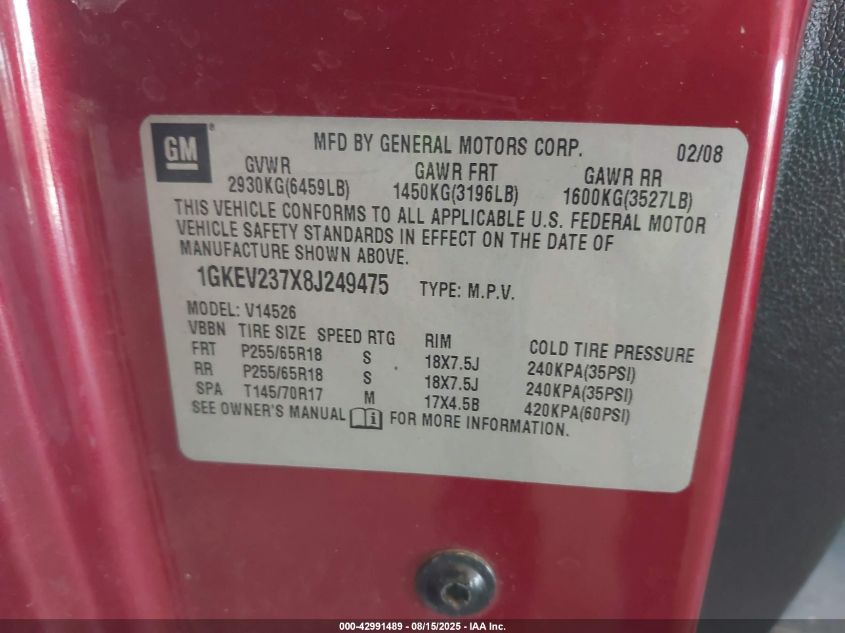 GM
MFD BY GENERAL MOTORS CORP. 02/08
GVWR GAWR FRT GAWR RR
2930KG(6459LB) 1450KG(3196LB) 1600KG(3527LB)
THIS VEHICLE CONFORMS TO ALL APPLICABLE U.S. FEDERAL MOTOR
VEHICLE SAFETY STANDARDS IN EFFECT ON THE DATE OF
MANUFACTURE SHOWN ABOVE.
1GKEV237X8J249475 TYPE: M.P.V.
MODEL: V14526
VBBN TIRE SIZE SPEED RTG RIM COLD TIRE PRESSURE
FRT P255/65R18 S 18X7.5J 240KPA(35PSI)
RR P255/65R18 S 18X7.5J 240KPA(35PSI)
SPA T145/70R17 M 17X4.5B 420KPA(60PSI)
SEE OWNER'S MANUAL i FOR MORE INFORMATION.
000-42991489 - 08/15/2025 - IAA Inc.